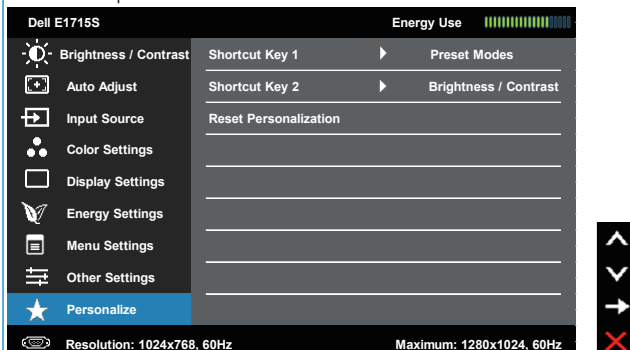 Dell E1715S Energy Use
Brightness / Contrast Shortcut Key 1 Preset Modes
Auto Adjust Shortcut Key 2 Brightness / Contrast
Input Source Reset Personalization
Color Settings
Display Settings
Energy Settings
Menu Settings
Other Settings
Personalize
Resolution: 1024x768, 60Hz Maximum: 1280x1024, 60Hz